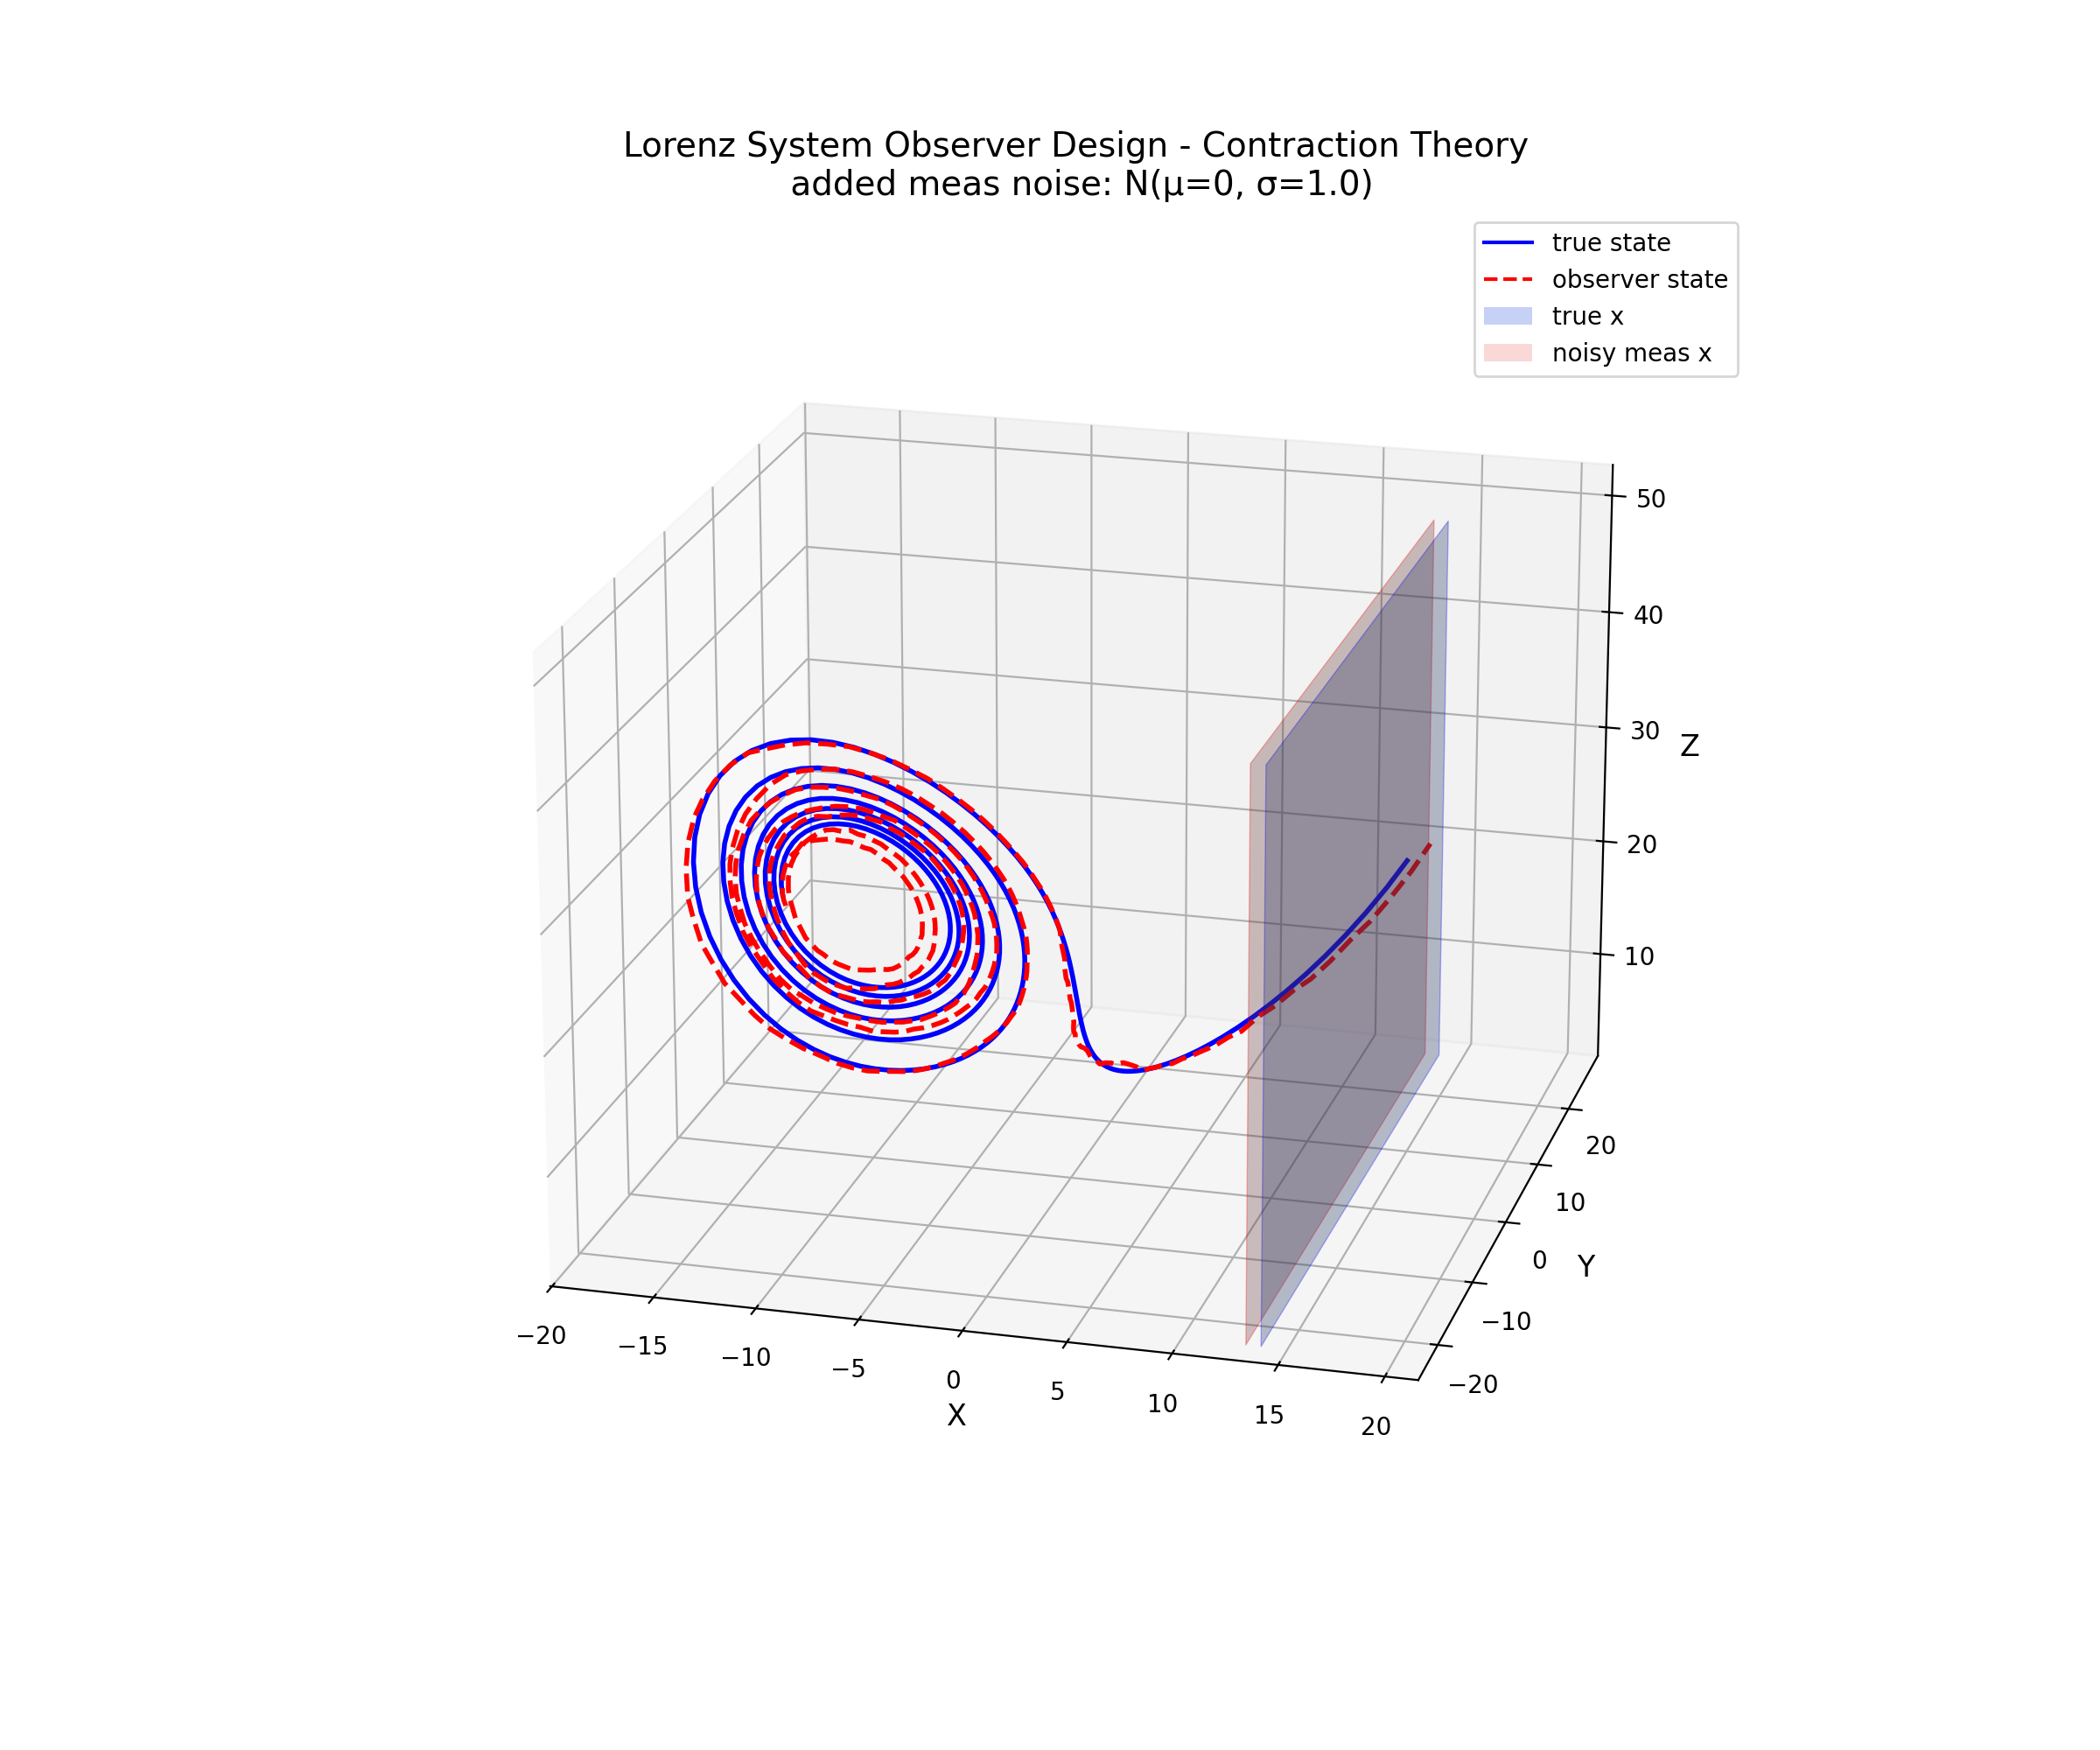 Lorenz System Observer Design - Contraction Theory
added meas noise: N(μ=0, σ=1.0)
true state
observer state
true x
noisy meas x
50
40
30
Z
20
10
20
10
0
Y
−10
−20
−20
−15
−10
−5
0
5
10
15
20
X